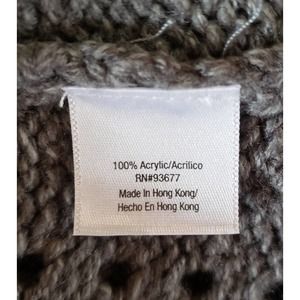 100% Acrylic/Acrilico
RN#93677
Made In Hong Kong/
Hecho En Hong Kong